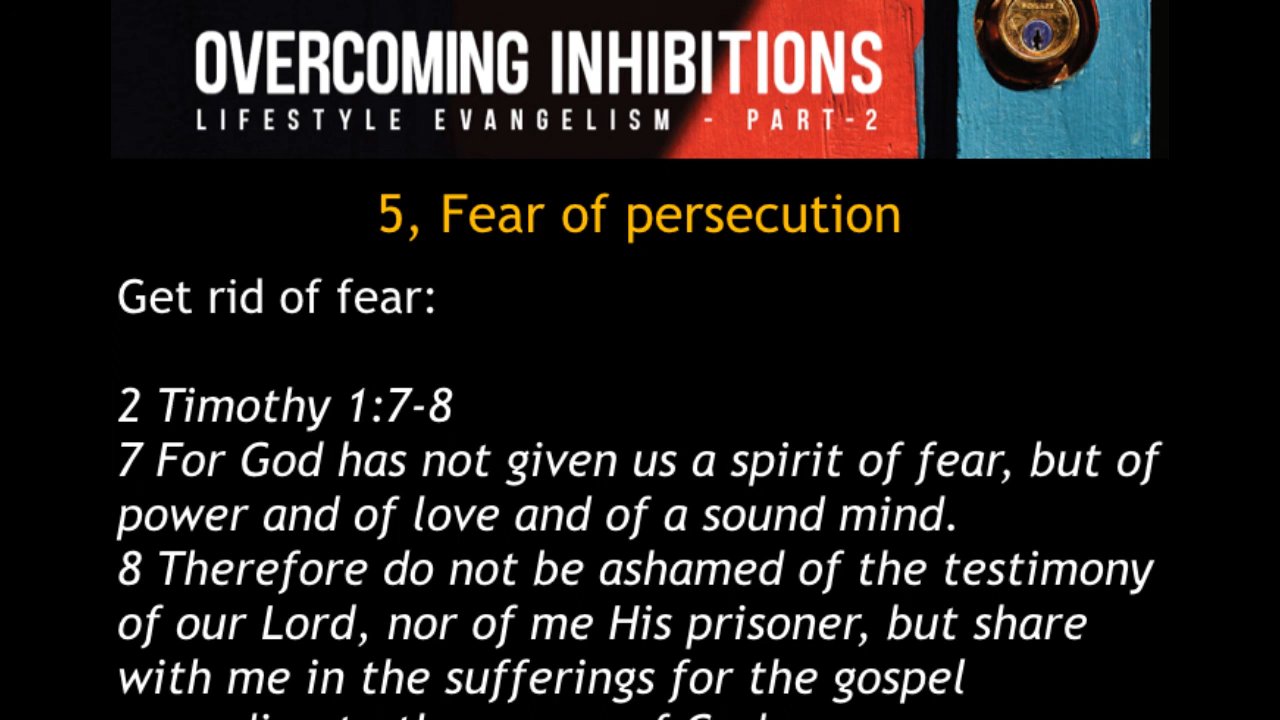 OVERCOMING INHIBITIONS
LIFESTYLE EVANGELISM - PART-2
5, Fear of persecution
Get rid of fear:
2 Timothy 1:7-8
7 For God has not given us a spirit of fear, but of
power and of love and of a sound mind.
8 Therefore do not be ashamed of the testimony
of our Lord, nor of me His prisoner, but share
with me in the sufferings for the gospel